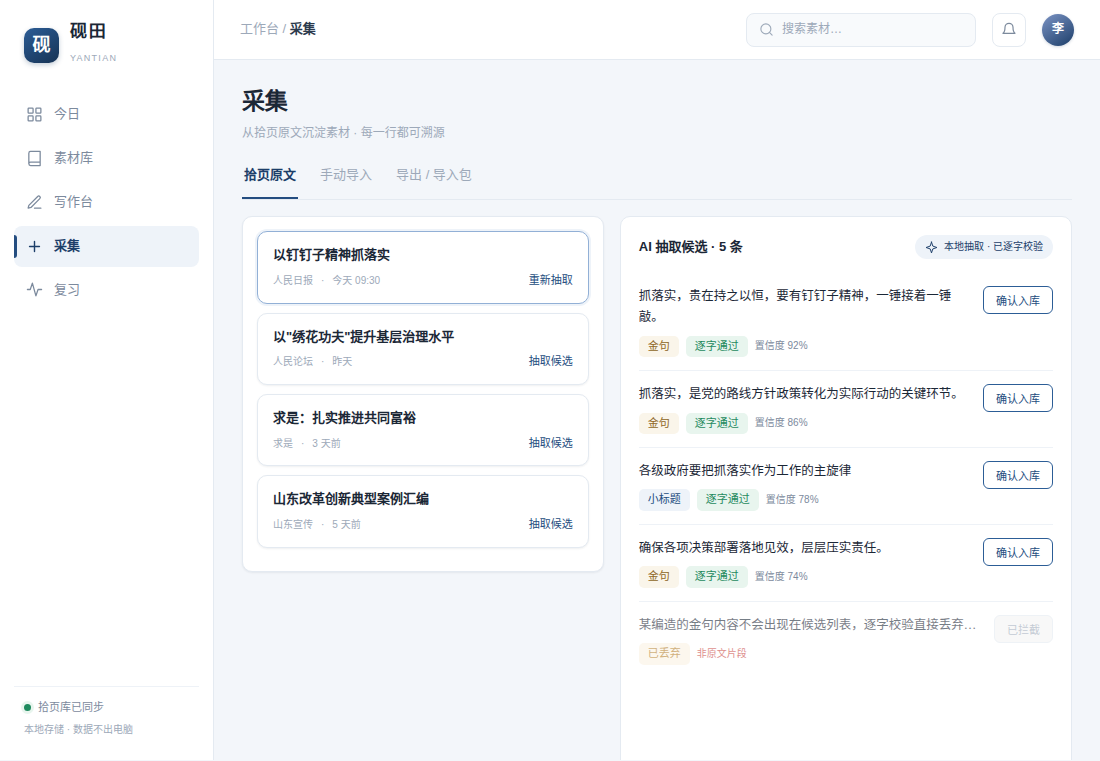 砚
砚田
YANTIAN
今日
素材库
写作台
采集
复习
拾页库已同步
本地存储 · 数据不出电脑
工作台 / 采集
搜索素材…
李
采集
从拾页原文沉淀素材 · 每一行都可溯源
拾页原文
手动导入
导出 / 导入包
以钉钉子精神抓落实
人民日报 · 今天 09:30
重新抽取
以"绣花功夫"提升基层治理水平
人民论坛 · 昨天
抽取候选
求是：扎实推进共同富裕
求是 · 3 天前
抽取候选
山东改革创新典型案例汇编
山东宣传 · 5 天前
抽取候选
AI 抽取候选 · 5 条
本地抽取 · 已逐字校验
抓落实，贵在持之以恒，要有钉钉子精神，一锤接着一锤
敲。
确认入库
金句 逐字通过 置信度 92%
抓落实，是党的路线方针政策转化为实际行动的关键环节。
确认入库
金句 逐字通过 置信度 86%
各级政府要把抓落实作为工作的主旋律
确认入库
小标题 逐字通过 置信度 78%
确保各项决策部署落地见效，层层压实责任。
确认入库
金句 逐字通过 置信度 74%
某编造的金句内容不会出现在候选列表，逐字校验直接丢弃…
已拦截
已丢弃 非原文片段